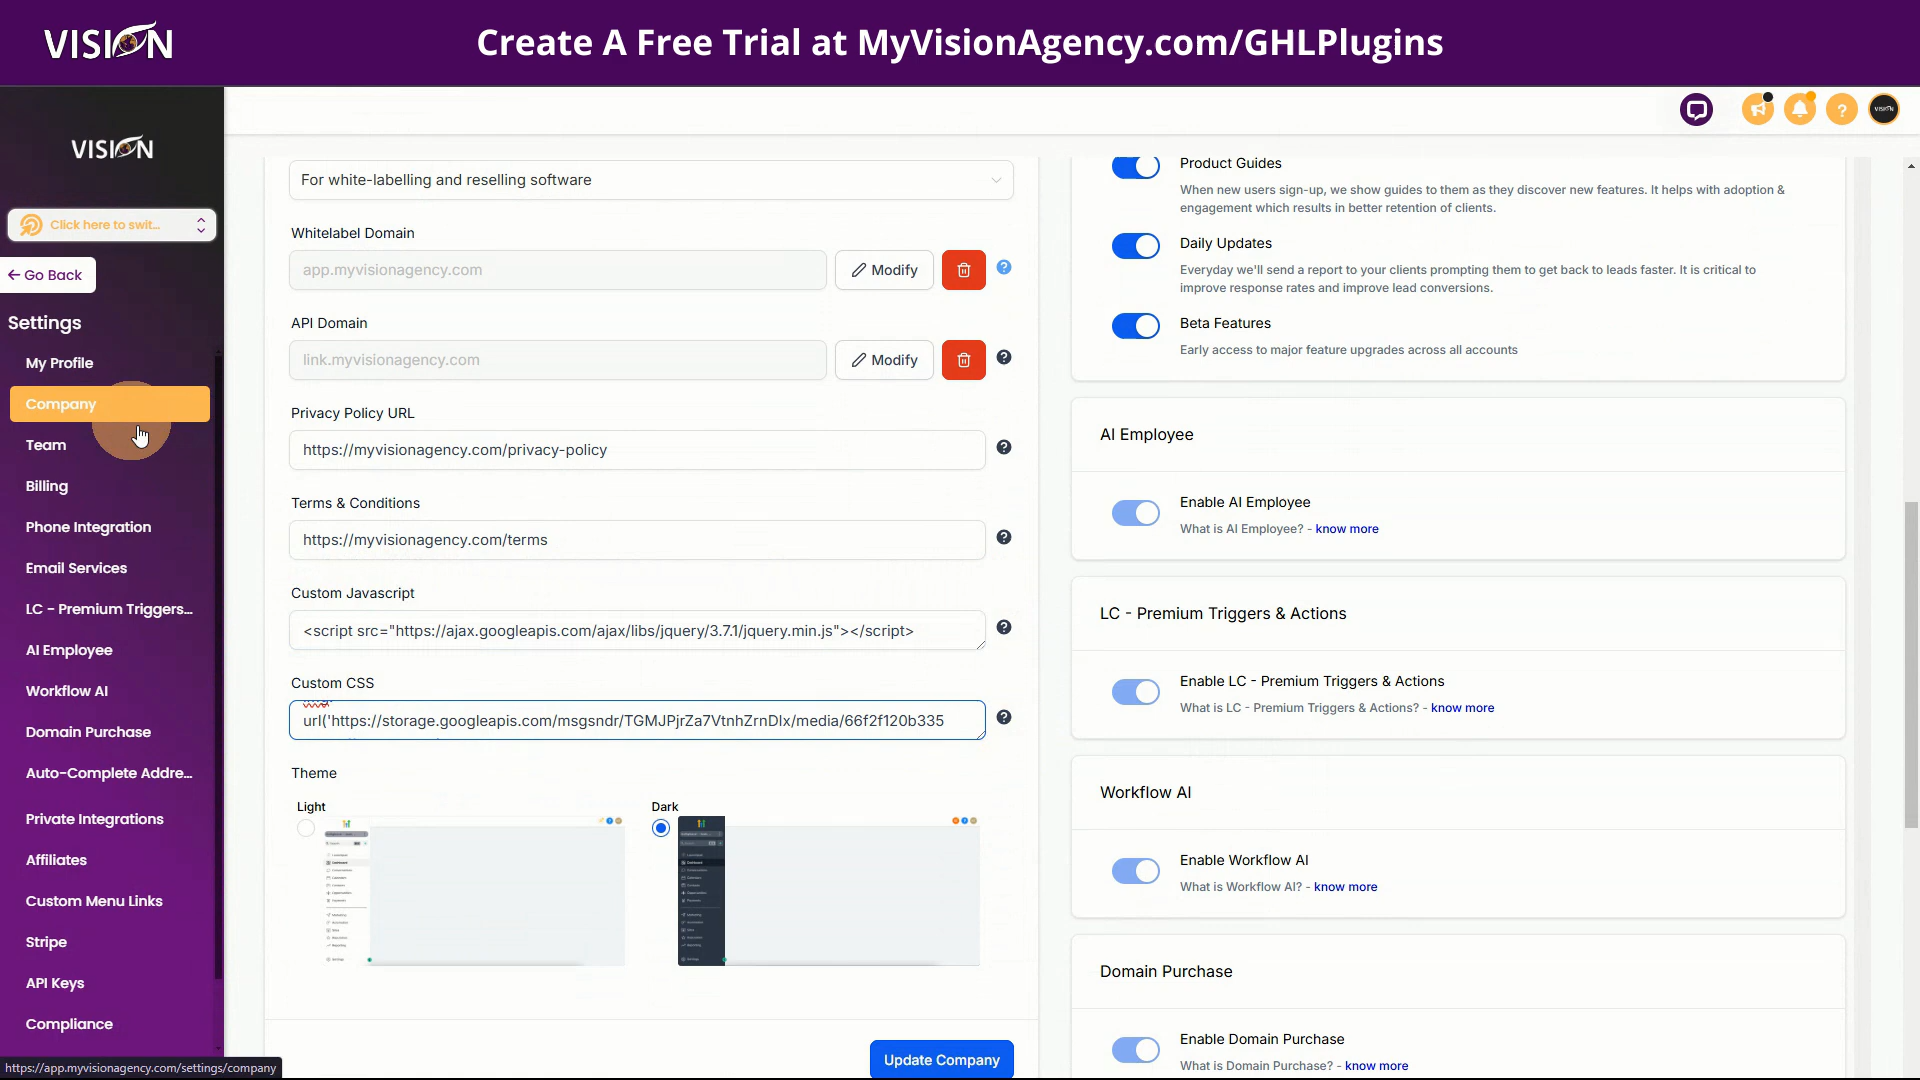 VISION
Create A Free Trial at MyVisionAgency.com/GHLPlugins
VISION
Click here to swit...
Go Back
Settings
My Profile
Company
Team
Billing
Phone Integration
Email Services
LC - Premium Triggers...
AI Employee
Workflow AI
Domain Purchase
Auto-Complete Addre...
Private Integrations
Affiliates
Custom Menu Links
Stripe
API Keys
Compliance
https://app.myvisionagency.com/settings/company
For white-labelling and reselling software
Whitelabel Domain
app.myvisionagency.com
Modify
API Domain
link.myvisionagency.com
Modify
Privacy Policy URL
https://myvisionagency.com/privacy-policy
Terms & Conditions
https://myvisionagency.com/terms
Custom Javascript
<script src="https://ajax.googleapis.com/ajax/libs/jquery/3.7.1/jquery.min.js"></script>
Custom CSS
url('https://storage.googleapis.com/msgsndr/TGMJPjrZa7VtnhZrnDlx/media/66f2f120b335
Theme
Light
Dark
Update Company
Product Guides
When new users sign-up, we show guides to them as they discover new features. It helps with adoption &
engagement which results in better retention of clients.
Daily Updates
Everyday we'll send a report to your clients prompting them to get back to leads faster. It is critical to
improve response rates and improve lead conversions.
Beta Features
Early access to major feature upgrades across all accounts
AI Employee
Enable AI Employee
What is AI Employee? - know more
LC - Premium Triggers & Actions
Enable LC - Premium Triggers & Actions
What is LC - Premium Triggers & Actions? - know more
Workflow AI
Enable Workflow AI
What is Workflow AI? - know more
Domain Purchase
Enable Domain Purchase
What is Domain Purchase? - know more